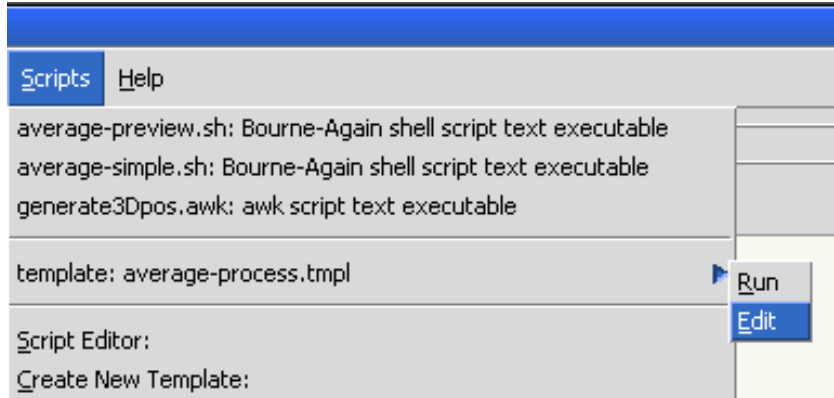 Scripts Help
average-preview.sh: Bourne-Again shell script text executable
average-simple.sh: Bourne-Again shell script text executable
generate3Dpos.awk: awk script text executable
template: average-process.tmpl
Run
Edit
Script Editor:
Create New Template: